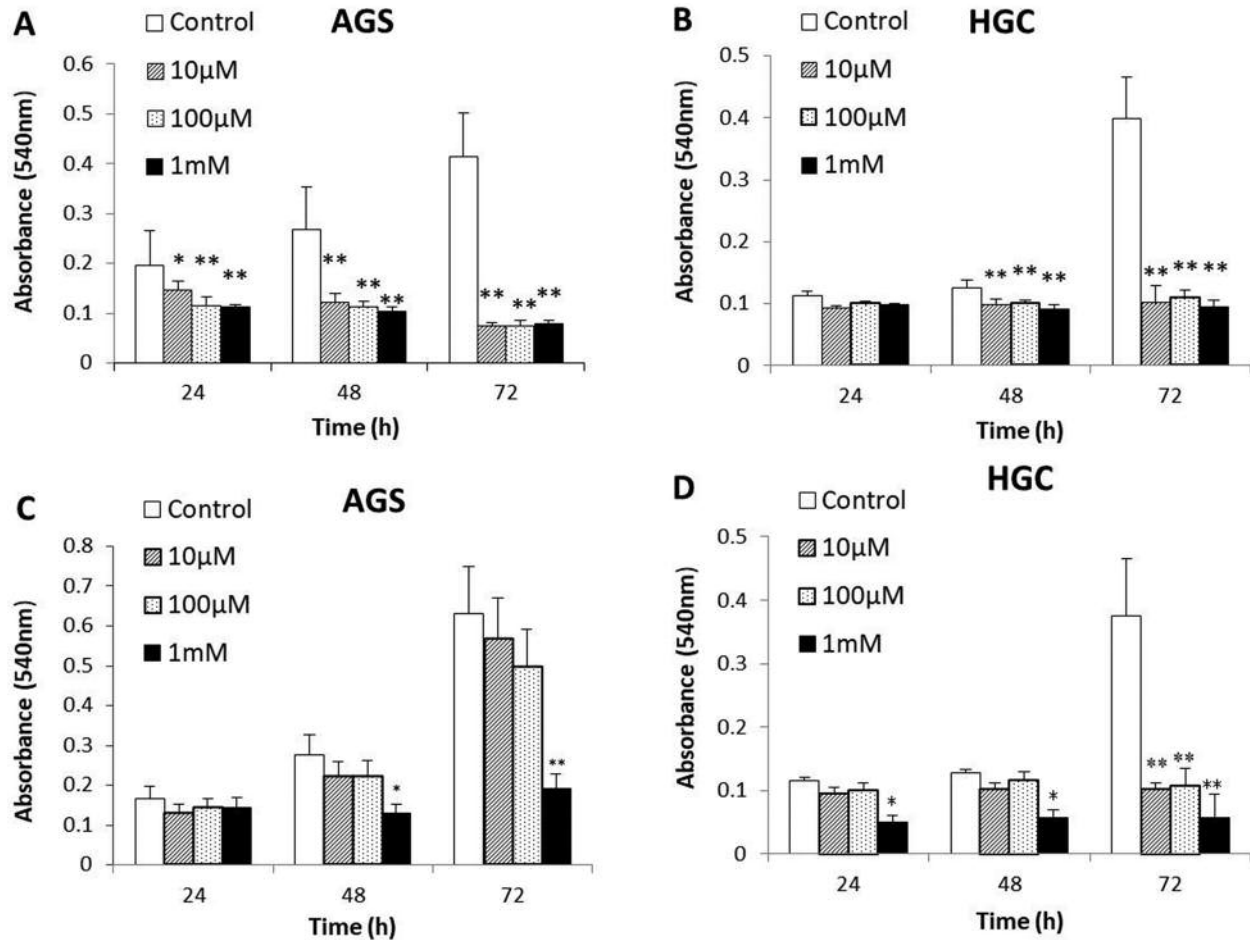 A
AGS
Control
10µM
100µM
1mM
Absorbance (540nm)
0.6
0.5
0.4
0.3
0.2
0.1
0
* ** **
** ** **
** ** **
24 48 72
Time (h)
B
HGC
Control
10µM
100µM
1mM
Absorbance (540nm)
0.5
0.4
0.3
0.2
0.1
0
** ** **
** ** **
24 48 72
Time (h)
C
AGS
Control
10µM
100µM
1mM
Absorbance (540nm)
0.8
0.7
0.6
0.5
0.4
0.3
0.2
0.1
0
*
**
24 48 72
Time (h)
D
HGC
Control
10µM
100µM
1mM
Absorbance (540nm)
0.5
0.4
0.3
0.2
0.1
0
*
*
** ** **
24 48 72
Time (h)